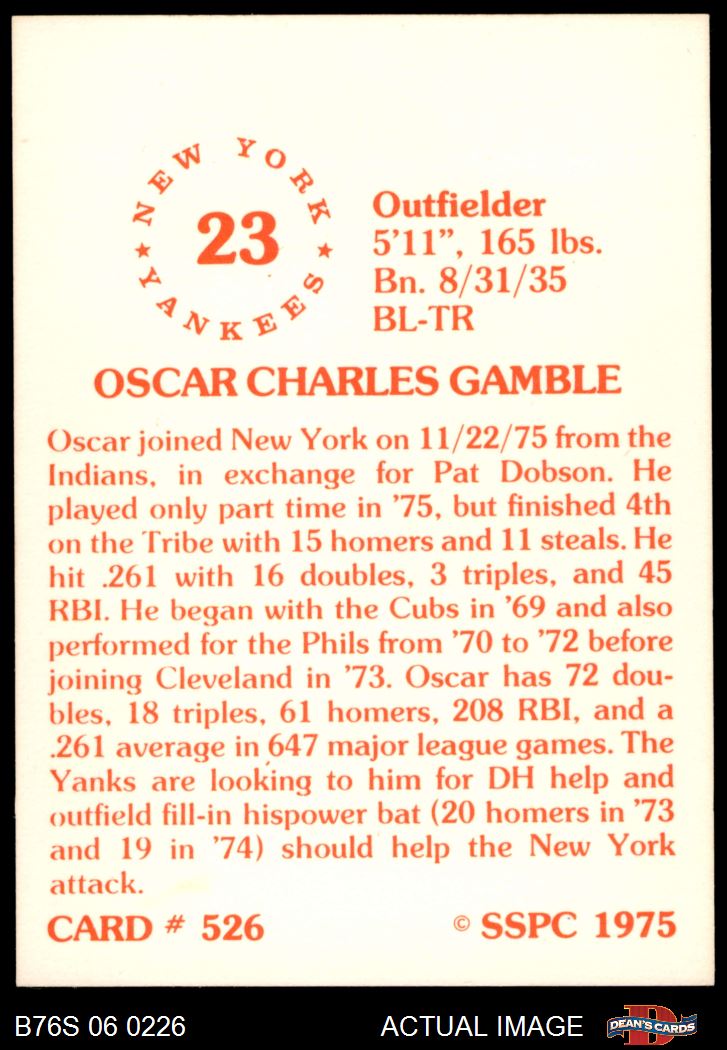 NEW YORK
★ 23 ★
YANKEES
Outfielder
5'11", 165 lbs.
Bn. 8/31/35
BL-TR
OSCAR CHARLES GAMBLE
Oscar joined New York on 11/22/75 from the
Indians, in exchange for Pat Dobson. He
played only part time in '75, but finished 4th
on the Tribe with 15 homers and 11 steals. He
hit .261 with 16 doubles, 3 triples, and 45
RBI. He began with the Cubs in '69 and also
performed for the Phils from '70 to '72 before
joining Cleveland in '73. Oscar has 72 dou-
bles, 18 triples, 61 homers, 208 RBI, and a
.261 average in 647 major league games. The
Yanks are looking to him for DH help and
outfield fill-in hispower bat (20 homers in '73
and 19 in '74) should help the New York
attack.
CARD # 526 © SSPC 1975
B76S 06 0226 ACTUAL IMAGE D DEAN'S CARDS